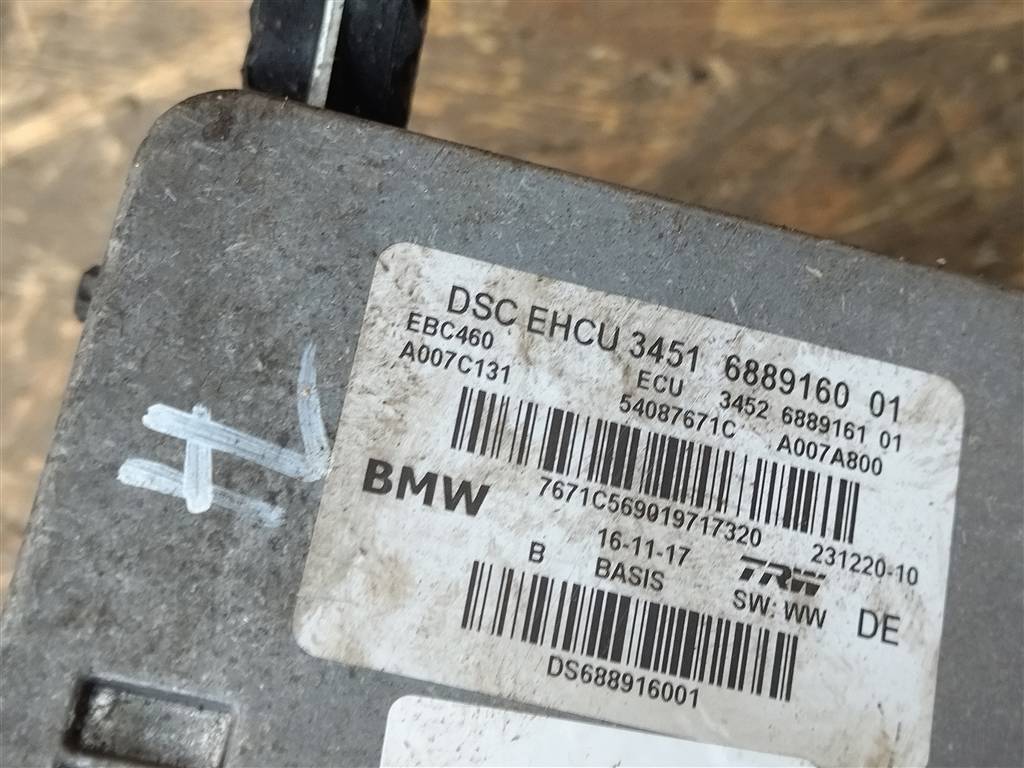 DSC EHCU 3451 6889160 01
EBC460 ECU 3452 6889161 01
A007C131 54087671C A007A800
BMW 7671C569019717320 231220-10
B 16-11-17 TRW
BASIS SW: WW DE
DS688916001